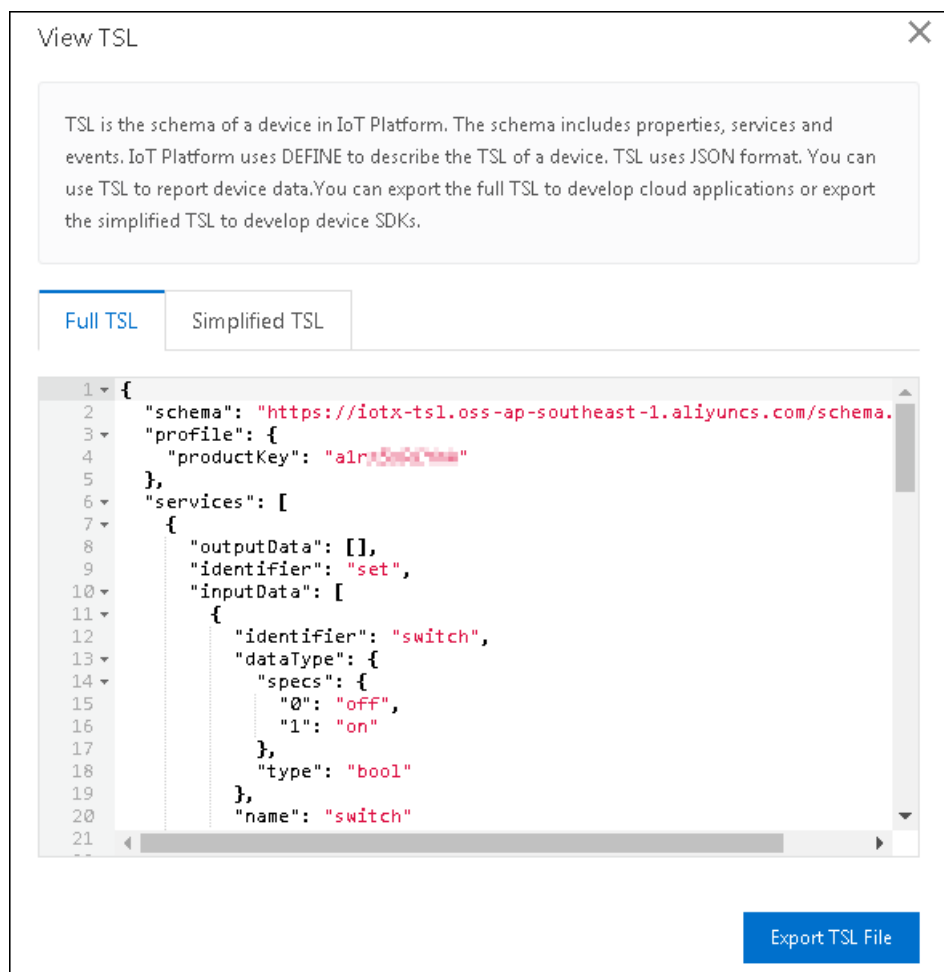 View TSL
TSL is the schema of a device in IoT Platform. The schema includes properties, services and
events. IoT Platform uses DEFINE to describe the TSL of a device. TSL uses JSON format. You can
use TSL to report device data.You can export the full TSL to develop cloud applications or export
the simplified TSL to develop device SDKs.
Full TSL Simplified TSL
1 {
2 "schema": "https://iotx-tsl.oss-ap-southeast-1.aliyuncs.com/schema.
3 "profile": {
4 "productKey": "
5 },
6 "services": [
7 {
8 "outputData": [],
9 "identifier": "set",
10 "inputData": [
11 {
12 "identifier": "switch",
13 "dataType": {
14 "specs": {
15 "0": "off",
16 "1": "on"
17 },
18 "type": "bool"
19 },
20 "name": "switch"
21
Export TSL File